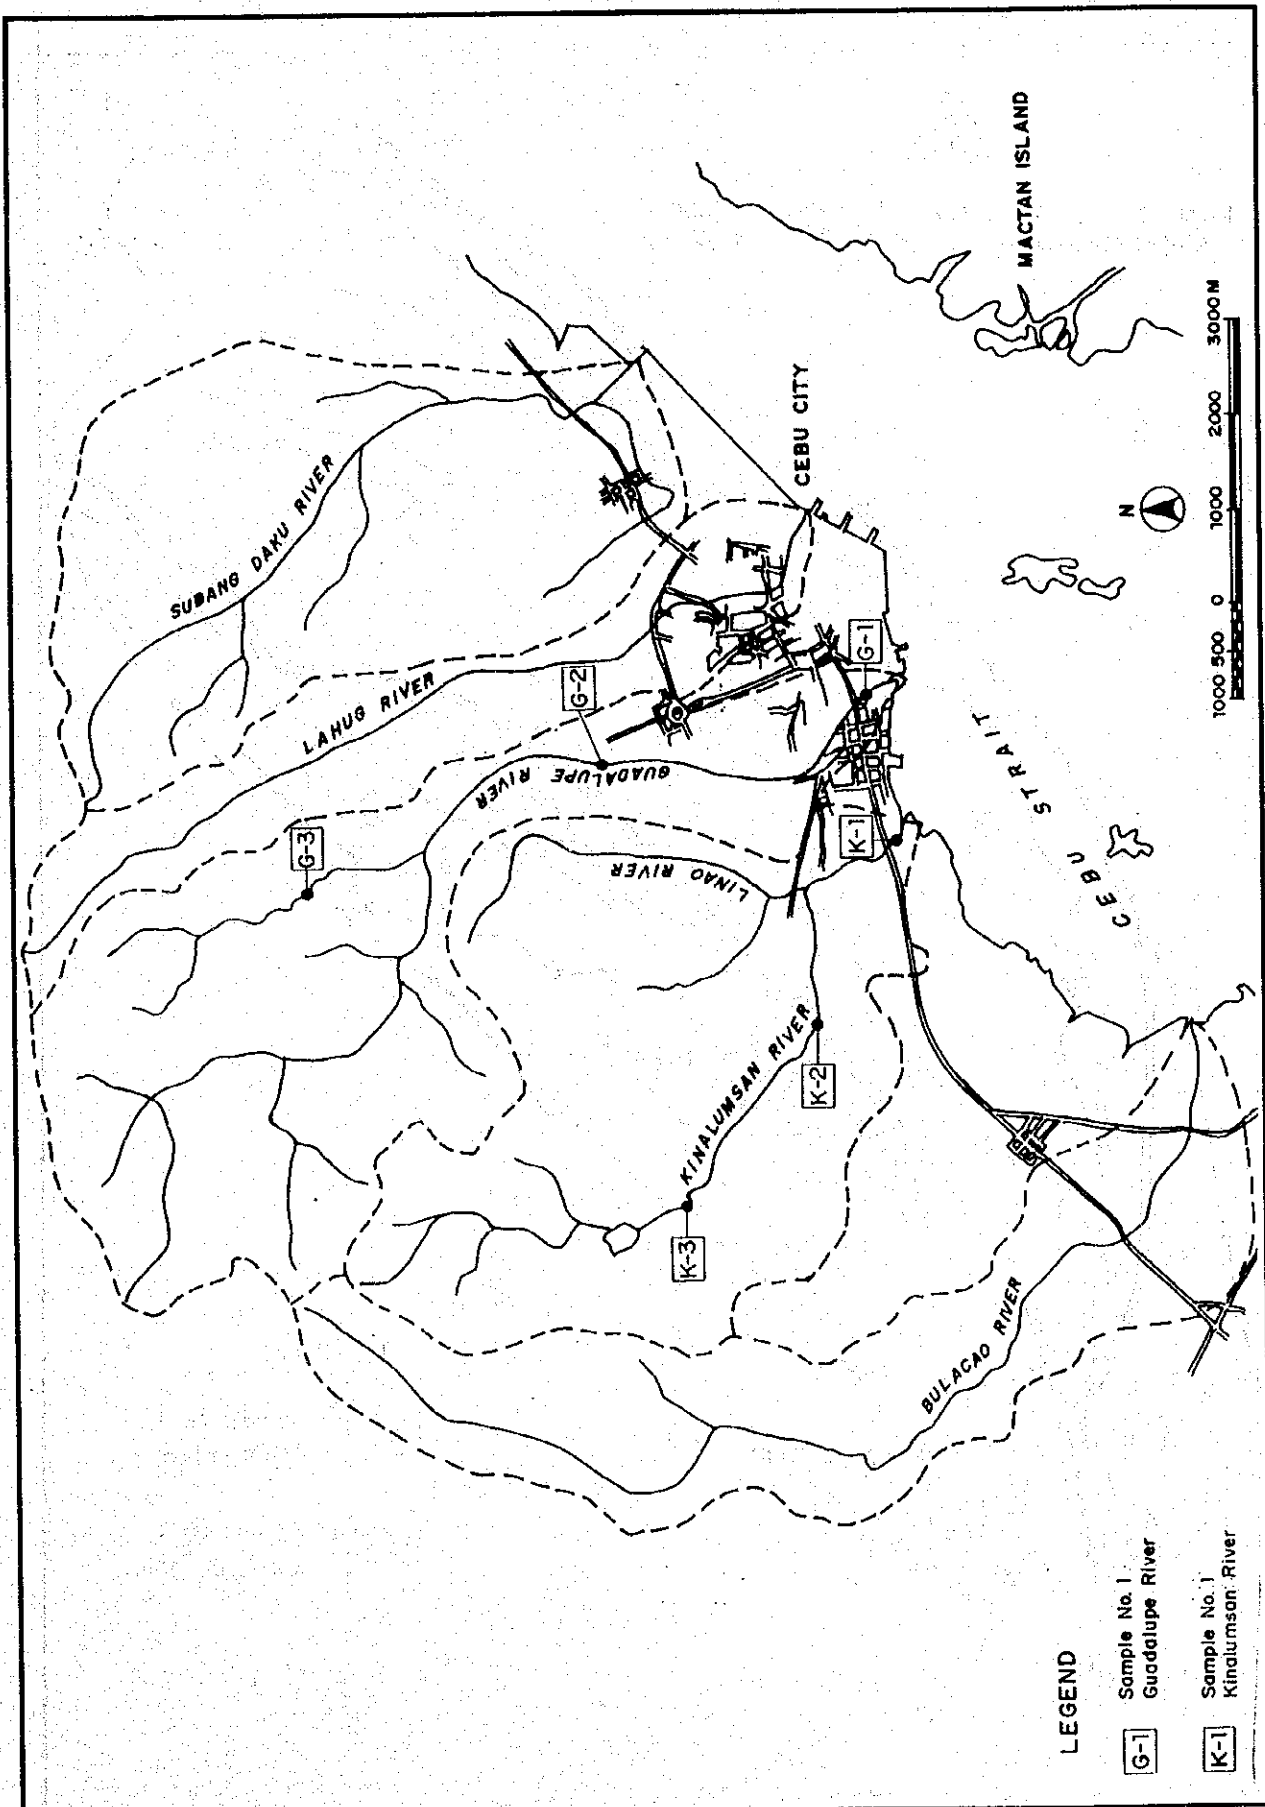 SUBANG DAKU RIVER
LAHUG RIVER
G-3
G-2
GUADALUPE RIVER
LINAO RIVER
KINALUMSAN RIVER
K-3
K-2
K-1
G-1
BULACAO RIVER
CEBU CITY
MACTAN ISLAND
CEBU STRAIT
N
1000 500 0 1000 2000 3000M
LEGEND
G-1 Sample No. 1
Guadalupe River
K-1 Sample No. 1
Kinalumsan River